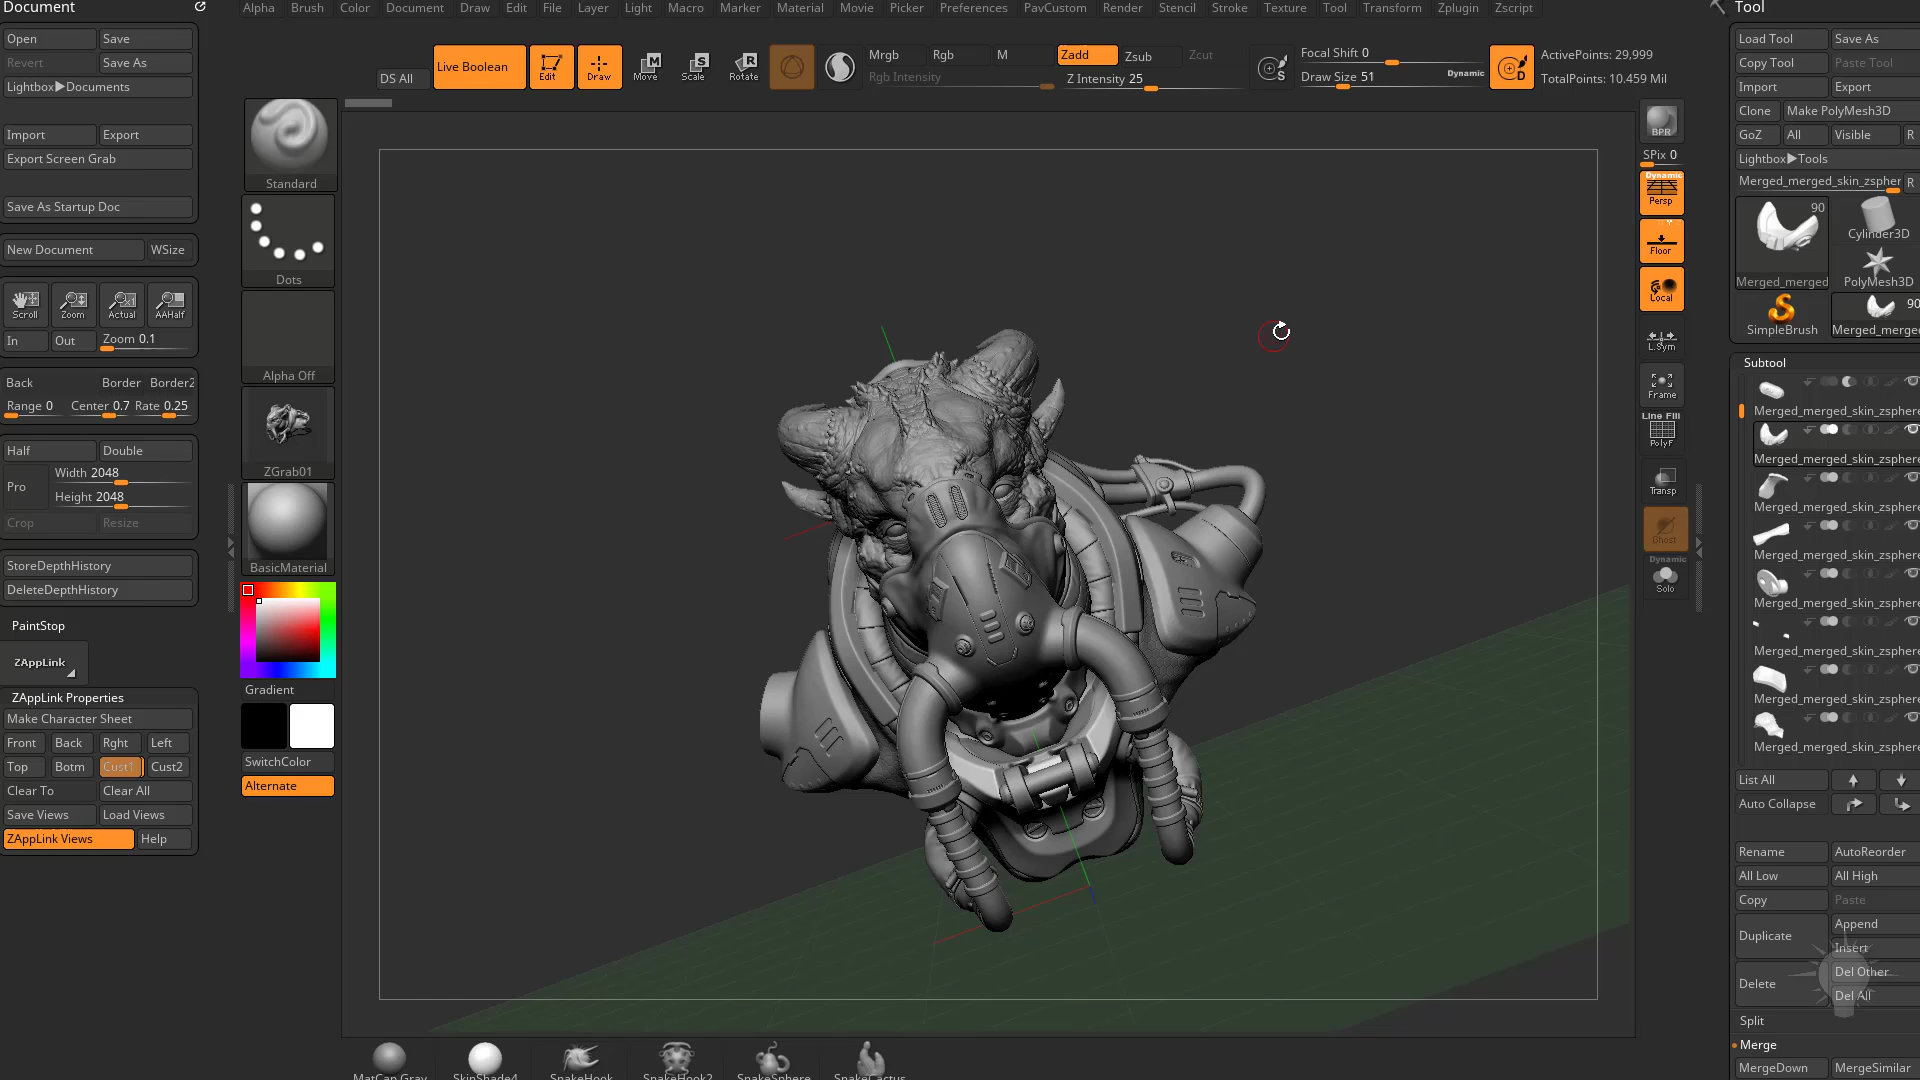 Document
Alpha Brush Color Document Draw Edit File Layer Light Macro Marker Material Movie Picker Preferences PavCustom Render Stencil Stroke Texture Tool Transform Zplugin Zscript
Tool
Open Save
Revert Save As
Lightbox▶Documents
Import Export
Export Screen Grab
Save As Startup Doc
New Document WSize
Scroll Zoom Actual AAHalf
In Out Zoom 0.1
Back Border Border2
Range 0 Center 0.7 Rate 0.25
Half Double
Pro Width 2048
Height 2048
Crop Resize
StoreDepthHistory
DeleteDepthHistory
PaintStop
ZAppLink
ZAppLink Properties
Make Character Sheet
Front Back Rght Left
Top Botm Cust1 Cust2
Clear To Clear All
Save Views Load Views
ZAppLink Views Help
DS All
Live Boolean
Edit
Draw
Move
Scale
Rotate
Mrgb Rgb M
Rgb Intensity
Zadd Zsub Zcut
Z Intensity 25
S
Focal Shift 0
Draw Size 51 Dynamic
D
ActivePoints: 29,999
TotalPoints: 10.459 Mil
Standard
Dots
Alpha Off
ZGrab01
BasicMaterial
Gradient
SwitchColor
Alternate
BPR
SPix 0
Dynamic
Persp
Floor
Local
L.Sym
Frame
Line Fill
PolyF
Transp
Ghost
Dynamic
Solo
Load Tool Save As
Copy Tool Paste Tool
Import Export
Clone Make PolyMesh3D
GoZ All Visible R
Lightbox▶Tools
Merged_merged_skin_zspher R
90
Merged_merged
Cylinder3D
PolyMesh3D
SimpleBrush
90
Merged_merge
Subtool
Merged_merged_skin_zsphere
Merged_merged_skin_zsphere
Merged_merged_skin_zsphere
Merged_merged_skin_zsphere
Merged_merged_skin_zsphere
Merged_merged_skin_zsphere
Merged_merged_skin_zsphere
Merged_merged_skin_zsphere
List All
Auto Collapse
Rename AutoReorder
All Low All High
Copy Paste
Duplicate Append
Insert
Delete Del Other
Del All
Split
Merge
MergeDown MergeSimilar
MatCap Gray SkinShade4 SnakeHook SnakeHook2 SnakeSphere SnakeCactus